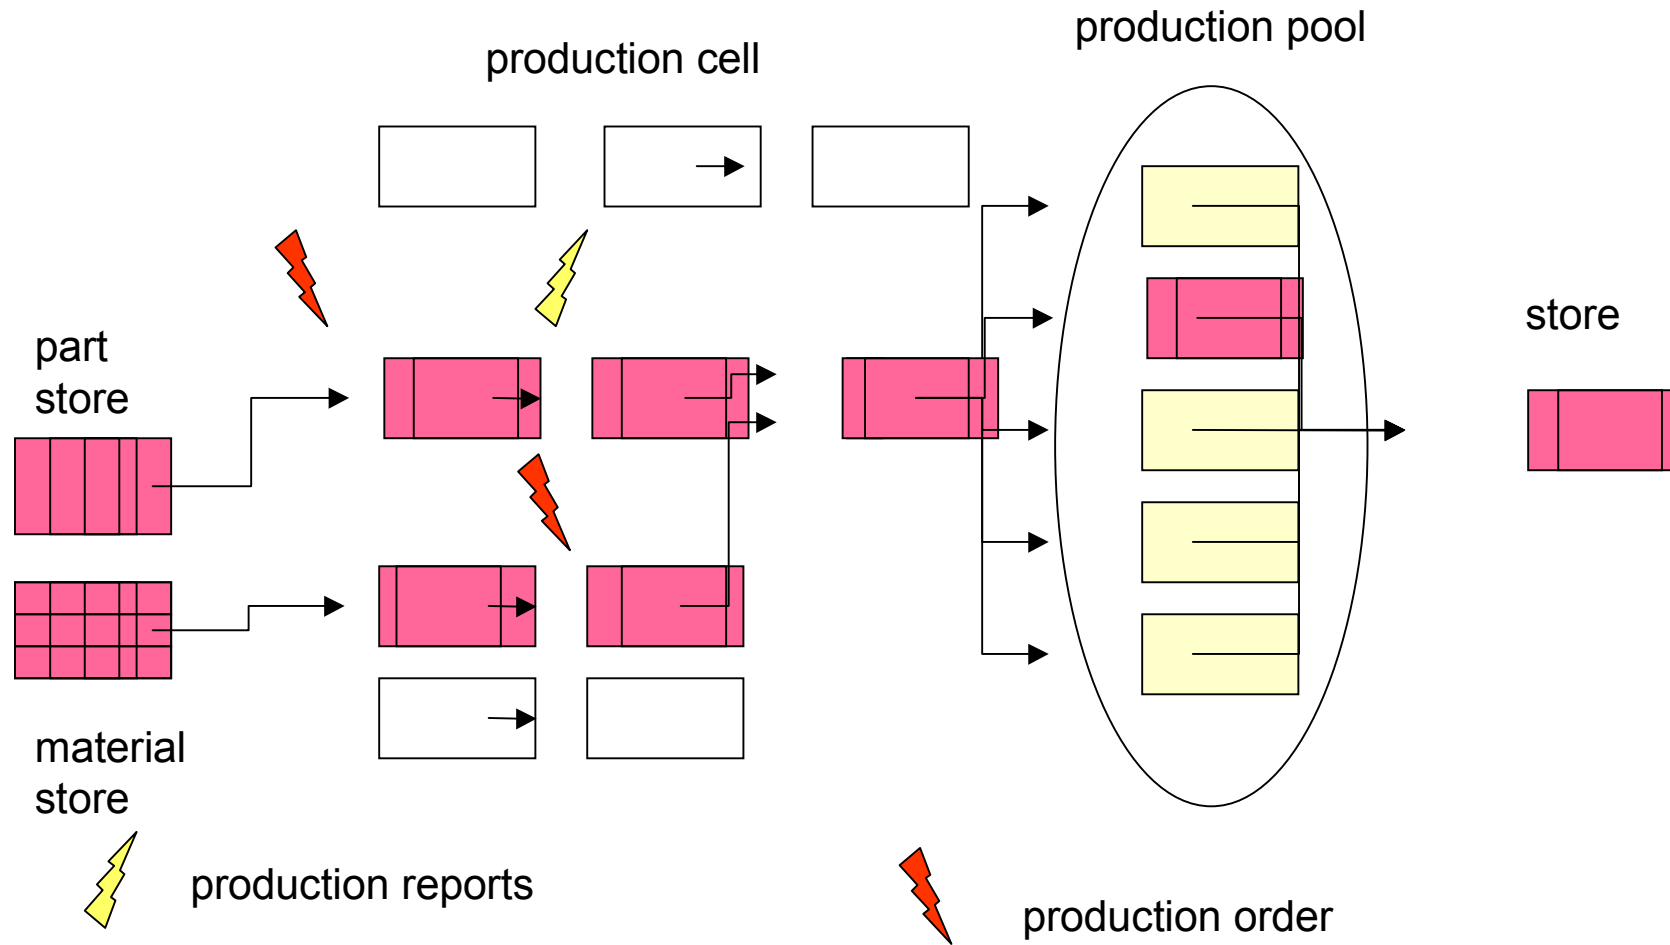 production pool
production cell
store
part
store
material
store
production reports
production order